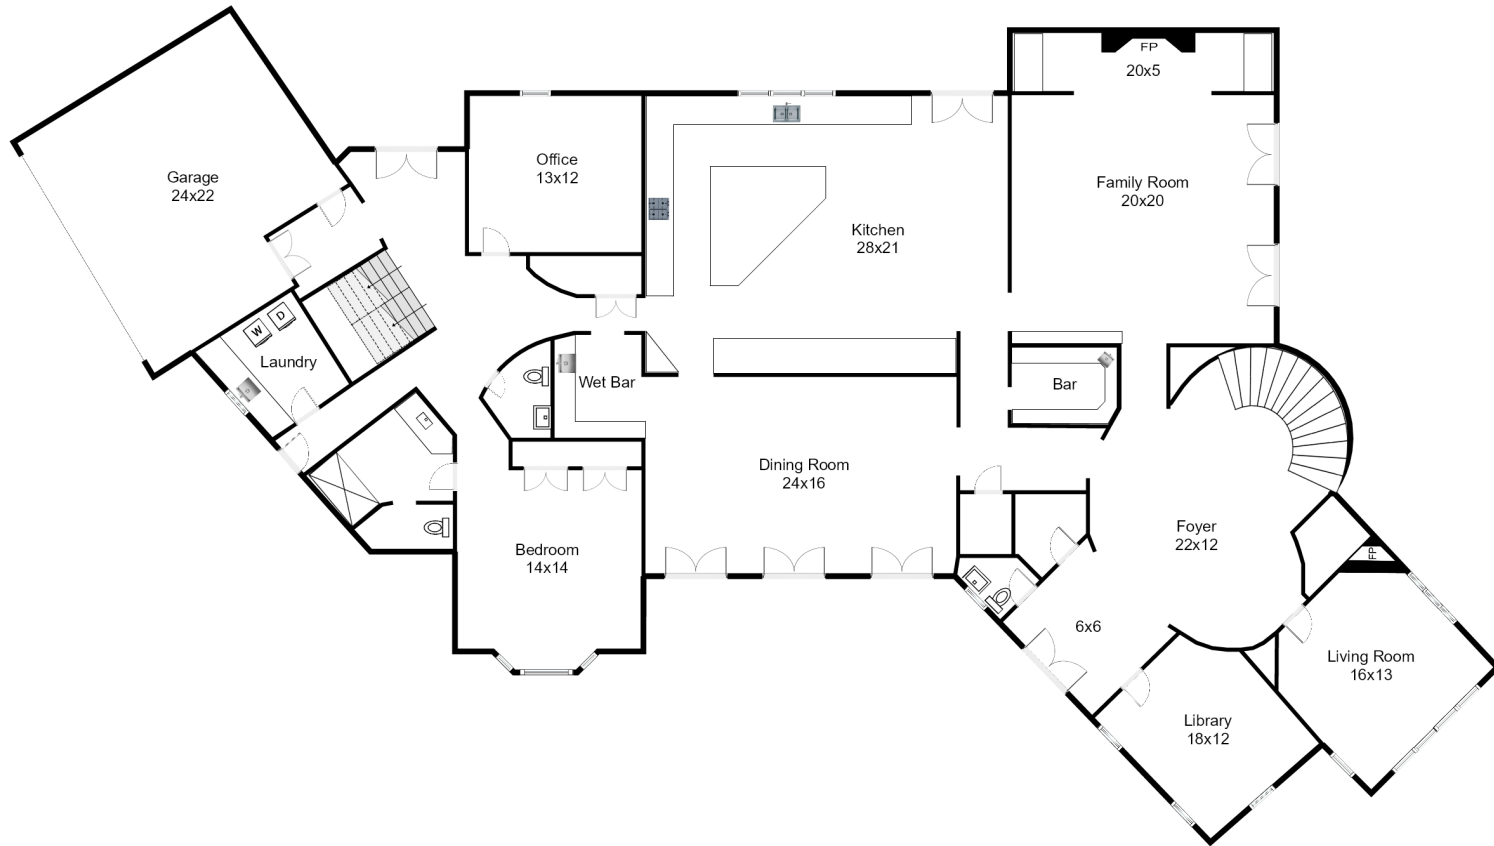 FP
20x5
Garage
24x22
Office
13x12
Family Room
20x20
Kitchen
28x21
W
D
Laundry
Wet Bar
Bar
Dining Room
24x16
Bedroom
14x14
Foyer
22x12
FP
6x6
Living Room
16x13
Library
18x12